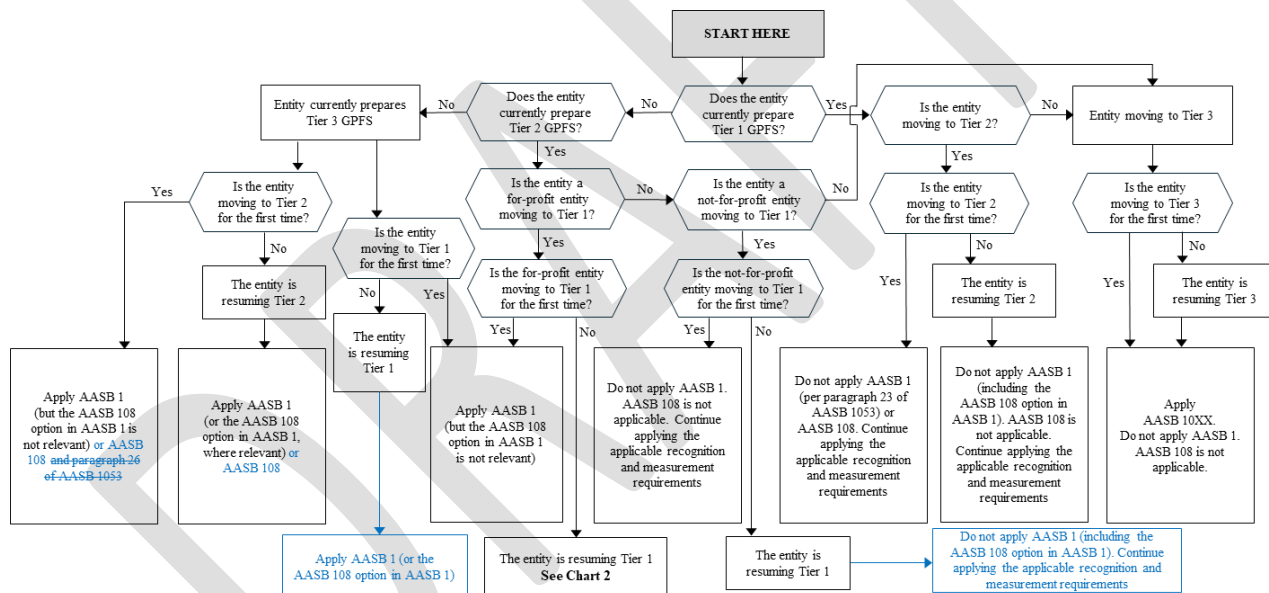 START HERE
Does the entity
currently prepare
Tier 1 GPFS?
No
Yes
Does the entity
currently prepare
Tier 2 GPFS?
No
Yes
Entity currently prepares
Tier 3 GPFS
Is the entity
moving to Tier 2?
No
Yes
Entity moving to Tier 3
Is the entity
moving to Tier 2
for the first time?
Yes
No
Is the entity
moving to Tier 1
for the first time?
No
Yes
Is the entity a
for-profit entity
moving to Tier 1?
No
Yes
Is the entity a
not-for-profit entity
moving to Tier 1?
No
Yes
Is the entity
moving to Tier 2
for the first time?
Yes
No
Is the entity
moving to Tier 3
for the first time?
Yes
No
The entity is
resuming Tier 2
The entity
is resuming
Tier 1
Is the for-profit entity
moving to Tier 1
for the first time?
Yes
No
Is the not-for-profit
entity moving to Tier 1
for the first time?
Yes
No
The entity is
resuming Tier 2
The entity is
resuming Tier 3
Apply AASB 1
(but the AASB 108
option in AASB 1 is
not relevant) or AASB
108 and paragraph 26
of AASB 1053
Apply AASB 1
(or the AASB 108
option in AASB 1,
where relevant) or
AASB 108
Apply AASB 1
(but the AASB 108
option in AASB 1
is not relevant)
Do not apply AASB 1.
AASB 108 is not
applicable. Continue
applying the
applicable recognition
and measurement
requirements
Do not apply AASB 1
(per paragraph 23 of
AASB 1053) or
AASB 108. Continue
applying the
applicable recognition
and measurement
requirements
Do not apply AASB 1
(including the
AASB 108 option in
AASB 1). AASB 108 is
not applicable.
Continue applying the
applicable recognition
and measurement
requirements
Apply
AASB 10XX.
Do not apply AASB 1.
AASB 108 is not
applicable.
Apply AASB 1 (or the
AASB 108 option in AASB 1)
The entity is resuming Tier 1
See Chart 2
The entity is
resuming Tier 1
Do not apply AASB 1 (including the
AASB 108 option in AASB 1). Continue
applying the applicable recognition and
measurement requirements
DRAFT